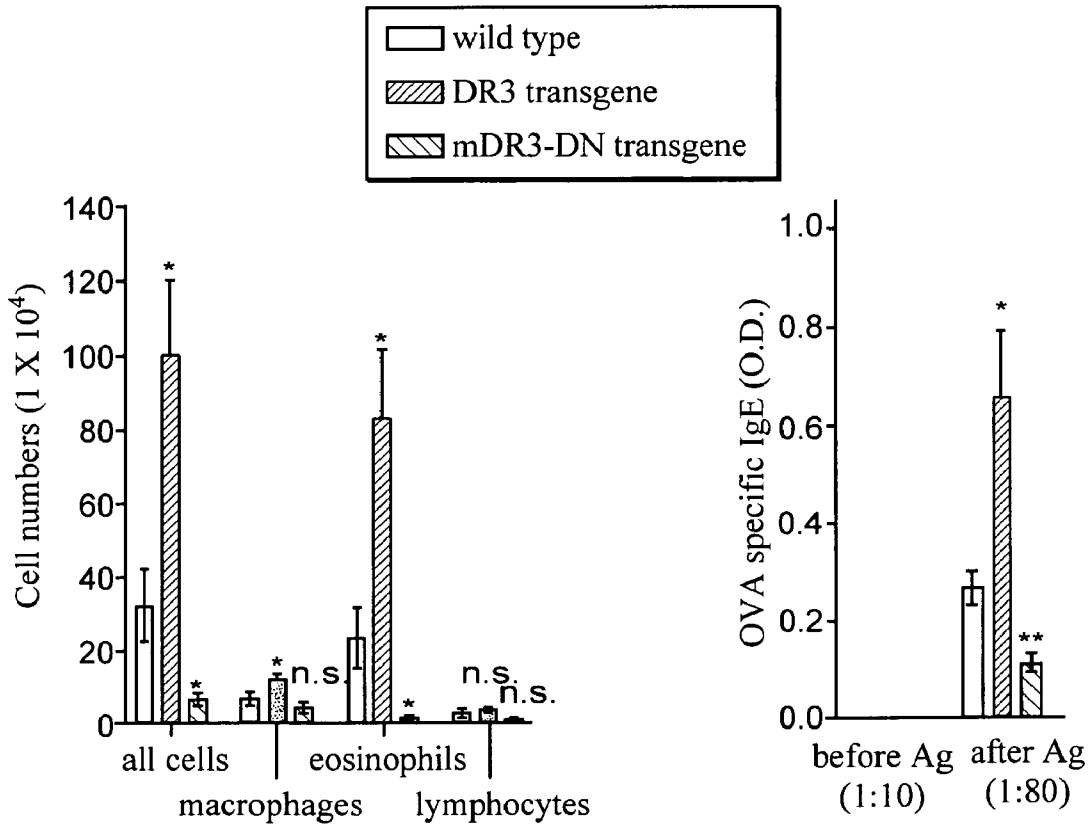 wild type
DR3 transgene
mDR3-DN transgene
Cell numbers (1 X 10⁴)
140
120
100
80
60
40
20
0
*
*
*
n.s.
*
*
n.s.
n.s.
all cells
macrophages
eosinophils
lymphocytes
OVA specific IgE (O.D.)
1.0
0.8
0.6
0.4
0.2
0.0
*
**
before Ag
(1:10)
after Ag
(1:80)